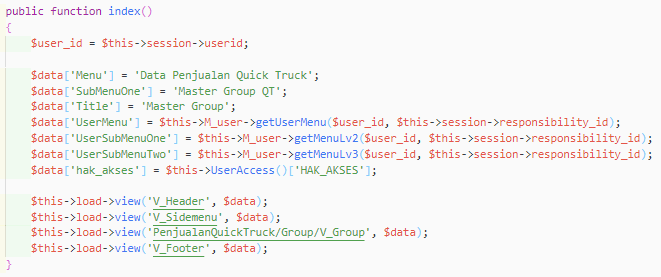 public function index()
{
    $user_id = $this->session->userid;

    $data['Menu'] = 'Data Penjualan Quick Truck';
    $data['SubMenuOne'] = 'Master Group QT';
    $data['Title'] = 'Master Group';
    $data['UserMenu'] = $this->M_user->getUserMenu($user_id, $this->session->responsibility_id);
    $data['UserSubMenuOne'] = $this->M_user->getMenuLv2($user_id, $this->session->responsibility_id);
    $data['UserSubMenuTwo'] = $this->M_user->getMenuLv3($user_id, $this->session->responsibility_id);
    $data['hak_akses'] = $this->UserAccess()['HAK_AKSES'];

    $this->load->view('V_Header', $data);
    $this->load->view('V_Sidemenu', $data);
    $this->load->view('PenjualanQuickTruck/Group/V_Group', $data);
    $this->load->view('V_Footer', $data);
}